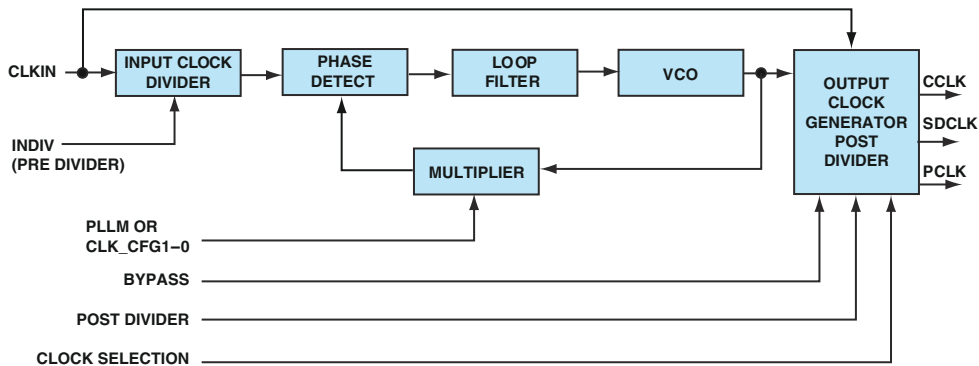 CLKIN
INPUT CLOCK
DIVIDER
PHASE
DETECT
LOOP
FILTER
VCO
OUTPUT
CLOCK
GENERATOR
POST
DIVIDER
CCLK
SDCLK
PCLK
INDIV
(PRE DIVIDER)
MULTIPLIER
PLLM OR
CLK_CFG1–0
BYPASS
POST DIVIDER
CLOCK SELECTION